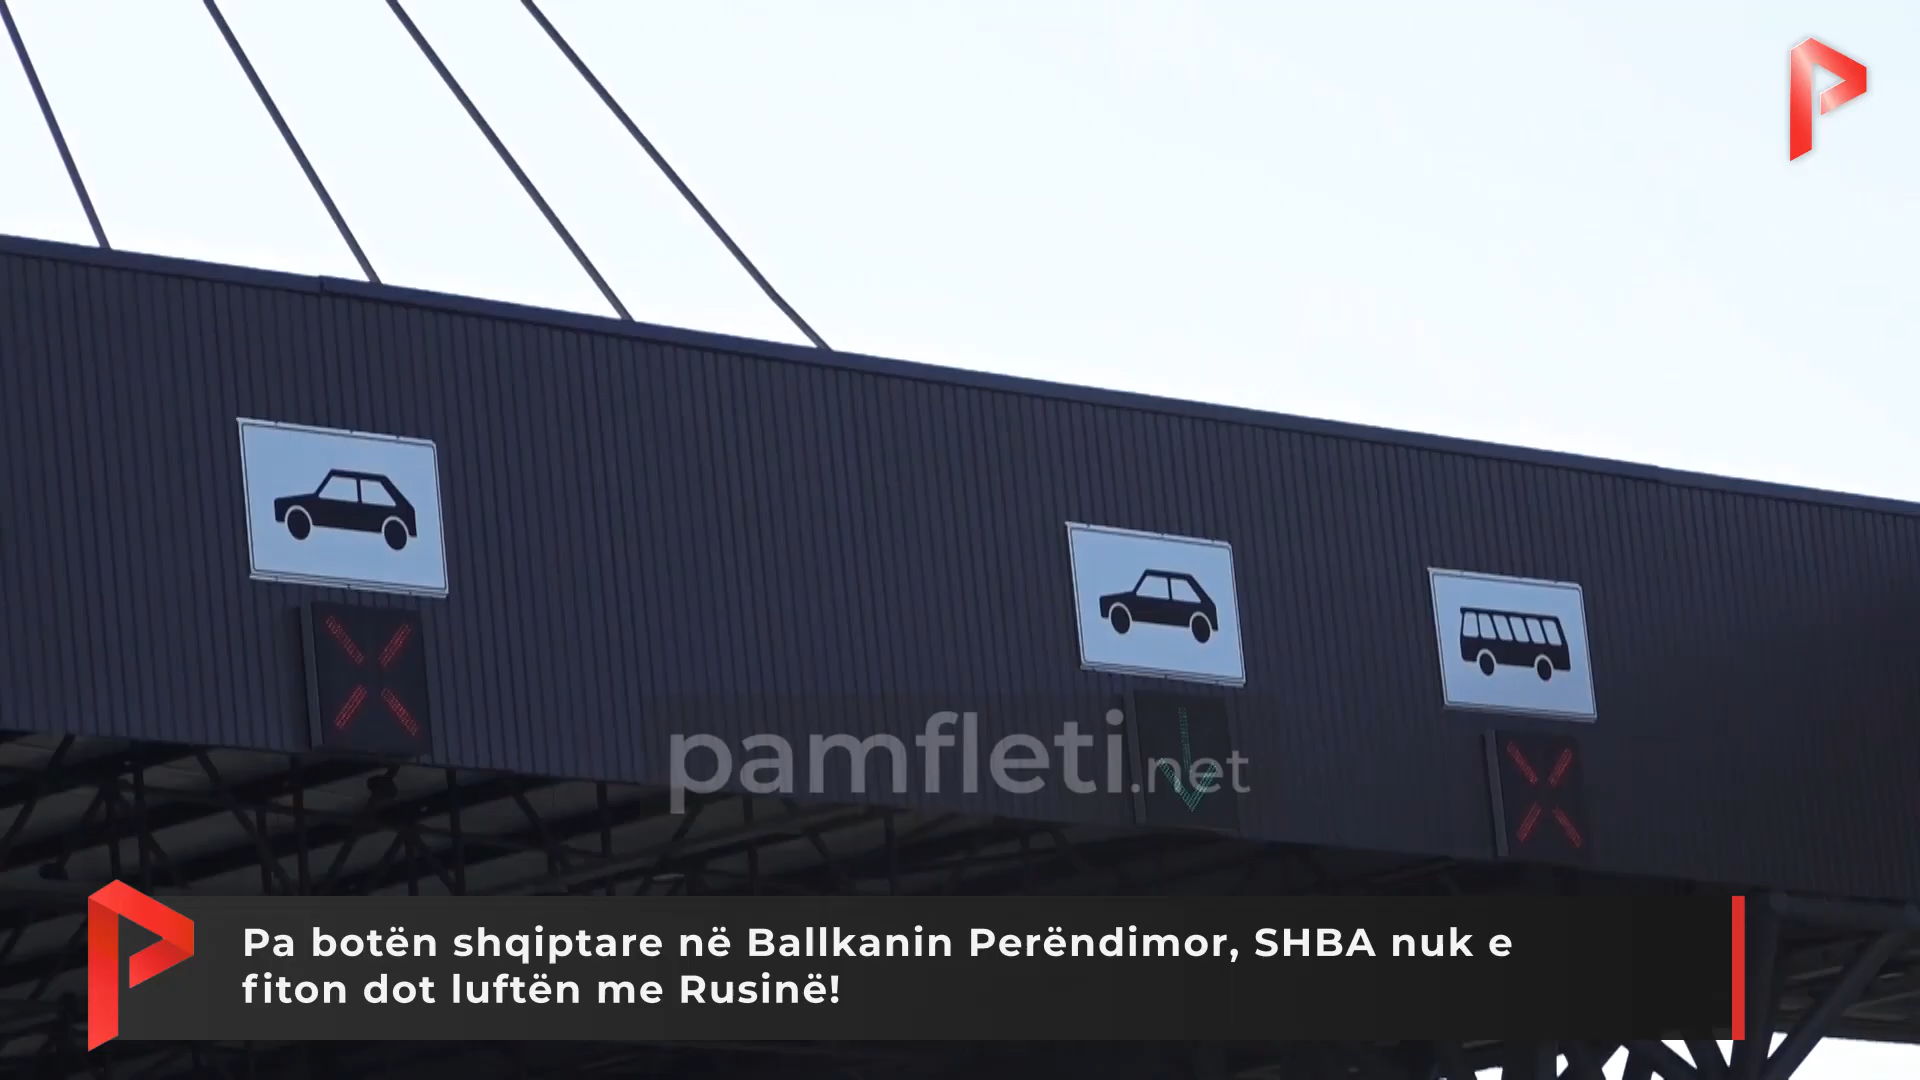 pamfleti.net
Pa botën shqiptare në Ballkanin Perëndimor, SHBA nuk e
fiton dot luftën me Rusinë!